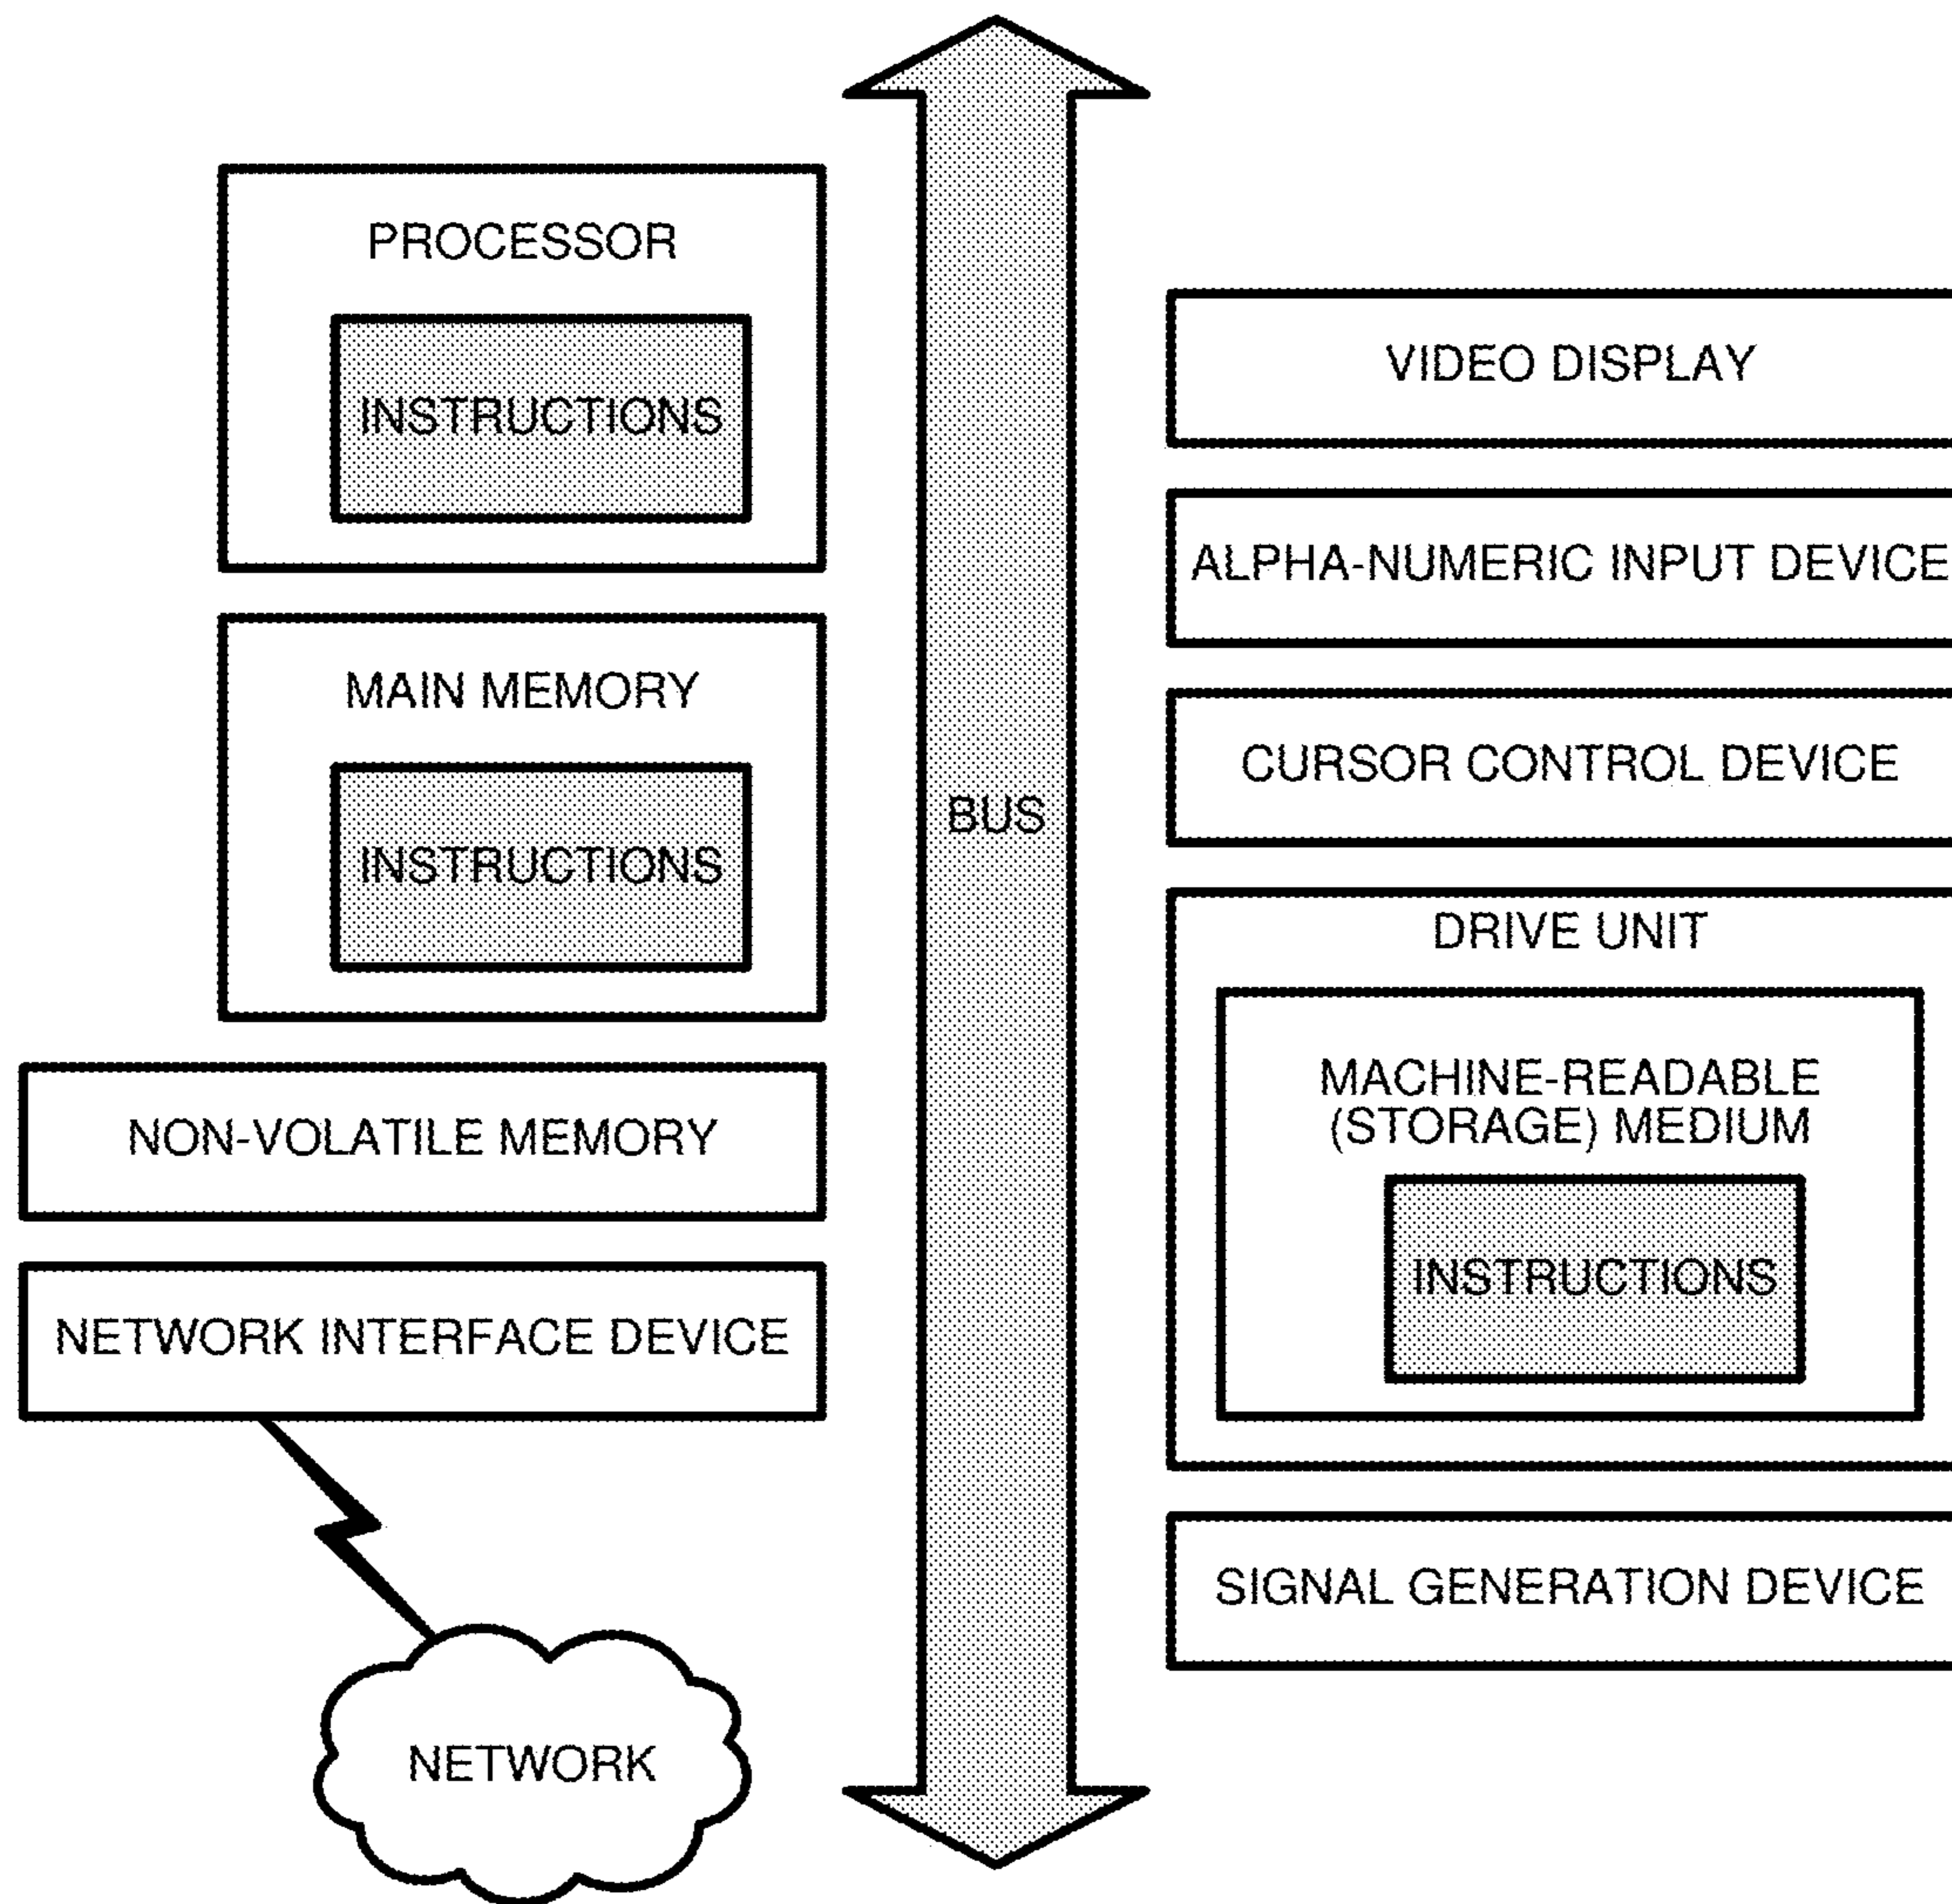 PROCESSOR
INSTRUCTIONS
MAIN MEMORY
INSTRUCTIONS
NON-VOLATILE MEMORY
NETWORK INTERFACE DEVICE
NETWORK
BUS
VIDEO DISPLAY
ALPHA-NUMERIC INPUT DEVICE
CURSOR CONTROL DEVICE
DRIVE UNIT
MACHINE-READABLE
(STORAGE) MEDIUM
INSTRUCTIONS
SIGNAL GENERATION DEVICE